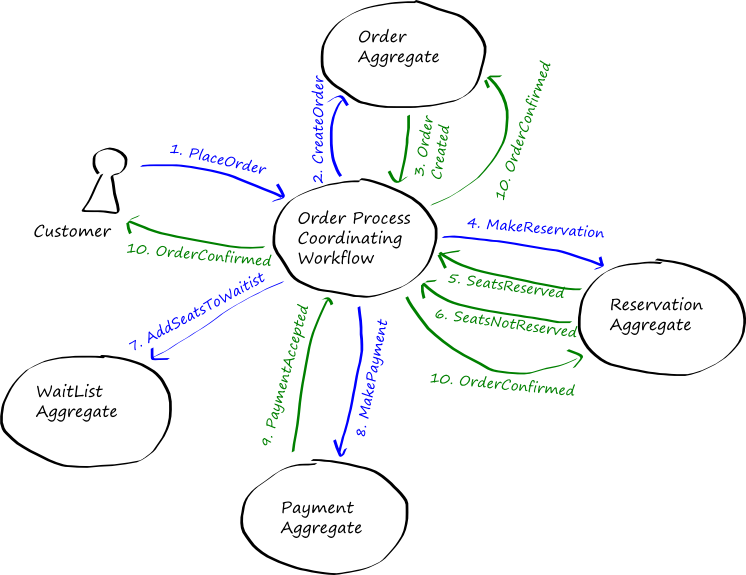 Order
Aggregate
2. CreateOrder
3. Order
Created
10. OrderConfirmed
1. PlaceOrder
Customer
Order Process
Coordinating
Workflow
4. MakeReservation
10. OrderConfirmed
5. SeatsReserved
6. SeatsNotReserved
Reservation
Aggregate
7. AddSeatsToWaitist
10. OrderConfirmed
WaitList
Aggregate
9. PaymentAccepted
8. MakePayment
Payment
Aggregate